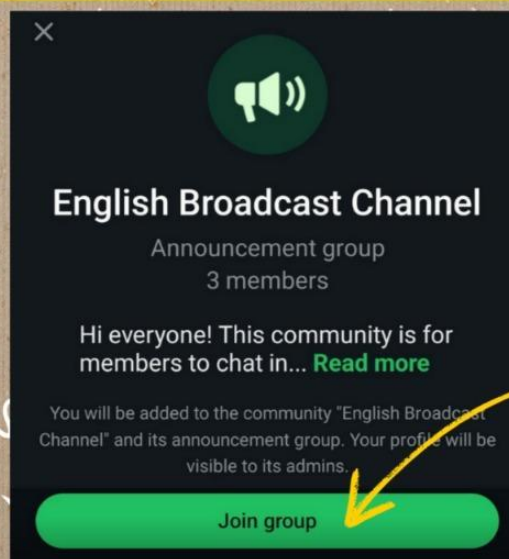 English Broadcast Channel
Announcement group
3 members
Hi everyone! This community is for
members to chat in... Read more
You will be added to the community "English Broadcast
Channel" and its announcement group. Your profile will be
visible to its admins.
Join group